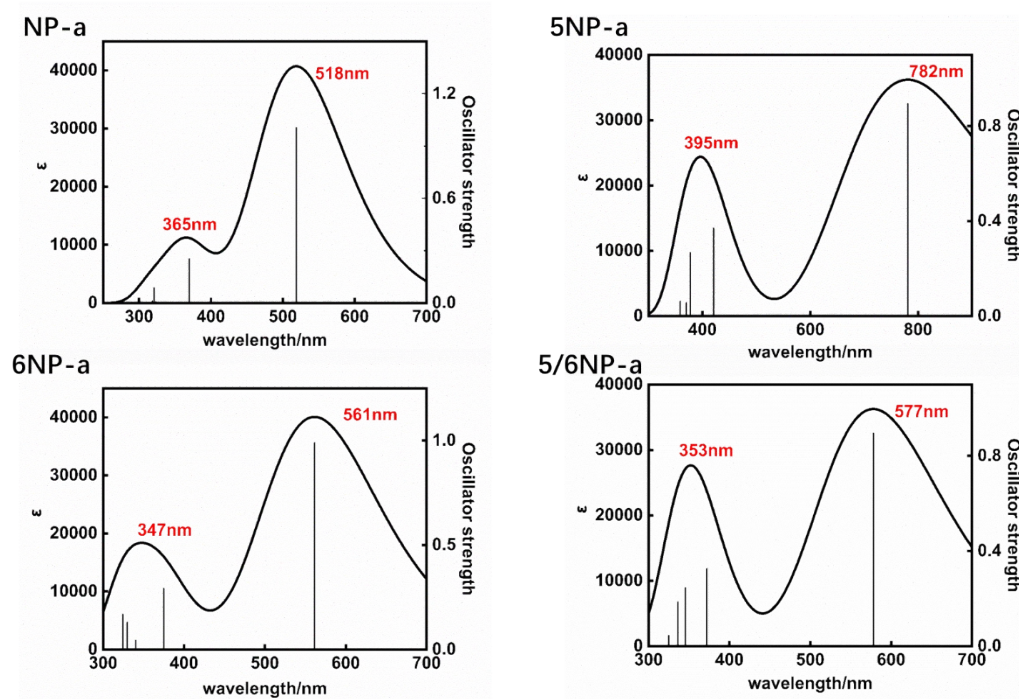 NP-a
518nm
365nm
40000
30000
20000
10000
0
ε
1.2
0.6
0.0
Oscillator strength
300
400
500
600
700
wavelength/nm
5NP-a
782nm
395nm
40000
30000
20000
10000
0
ε
0.8
0.4
0.0
Oscillator strength
400
600
800
wavelength/nm
6NP-a
561nm
347nm
40000
30000
20000
10000
0
ε
1.0
0.5
0.0
Oscillator strength
300
400
500
600
700
wavelength/nm
5/6NP-a
577nm
353nm
40000
30000
20000
10000
0
ε
0.8
0.4
0.0
Oscillator strength
300
400
500
600
700
wavelength/nm